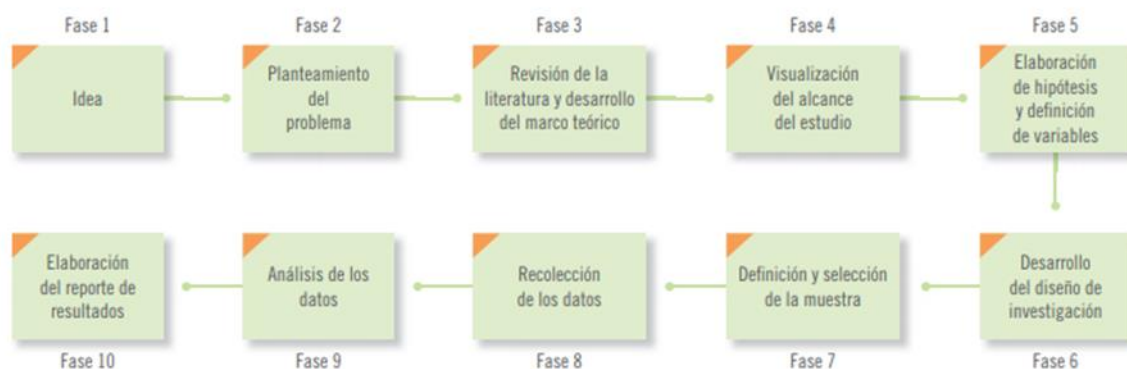 Fase 1
Idea
Fase 2
Planteamiento
del
problema
Fase 3
Revisión de la
literatura y desarrollo
del marco teórico
Fase 4
Visualización
del alcance
del estudio
Fase 5
Elaboración
de hipótesis
y definición
de variables
Desarrollo
del diseño de
investigación
Fase 6
Definición y selección
de la muestra
Fase 7
Recolección
de los datos
Fase 8
Análisis de los
datos
Fase 9
Elaboración
del reporte de
resultados
Fase 10